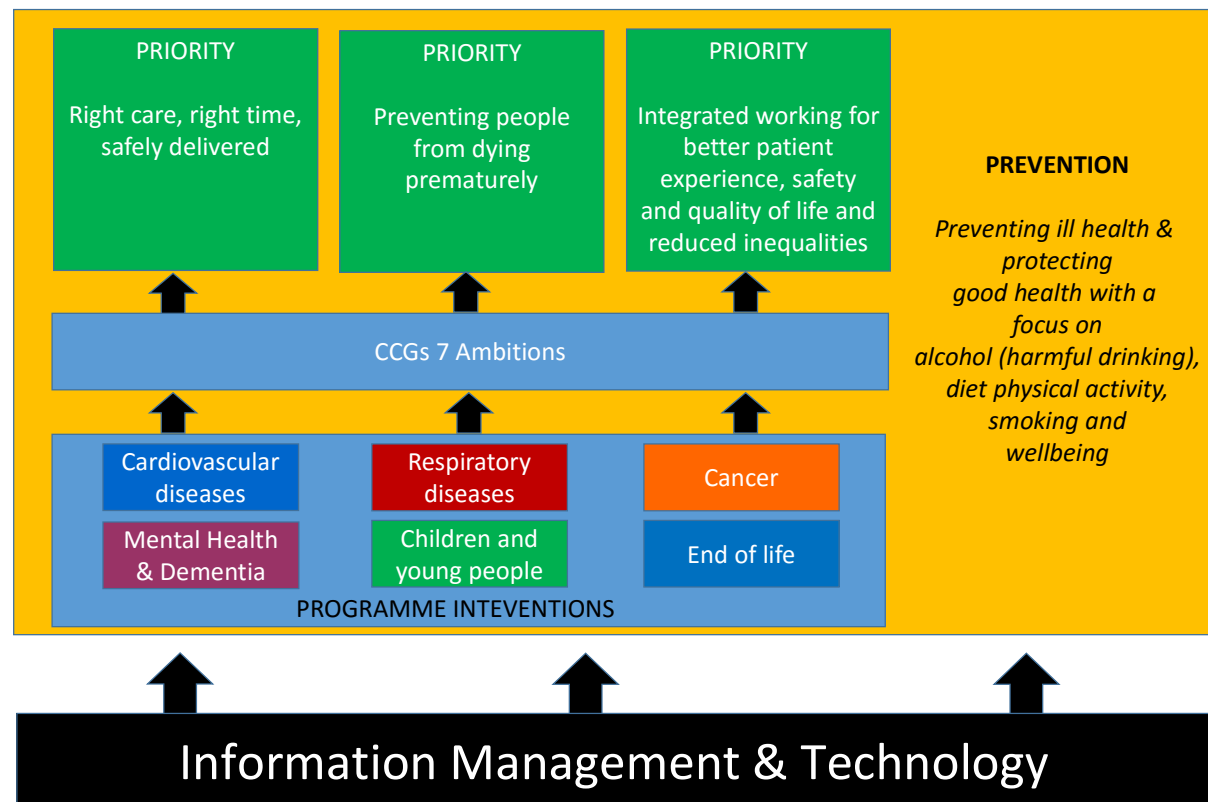 PRIORITY
Right care, right time,
safely delivered
PRIORITY
Preventing people
from dying
prematurely
PRIORITY
Integrated working for
better patient
experience, safety
and quality of life and
reduced inequalities
PREVENTION
Preventing ill health &
protecting
good health with a
focus on
alcohol (harmful drinking),
diet physical activity,
smoking and
wellbeing
CCGs 7 Ambitions
Cardiovascular
diseases
Respiratory
diseases
Cancer
Mental Health
& Dementia
Children and
young people
End of life
PROGRAMME INTEVENTIONS
Information Management & Technology